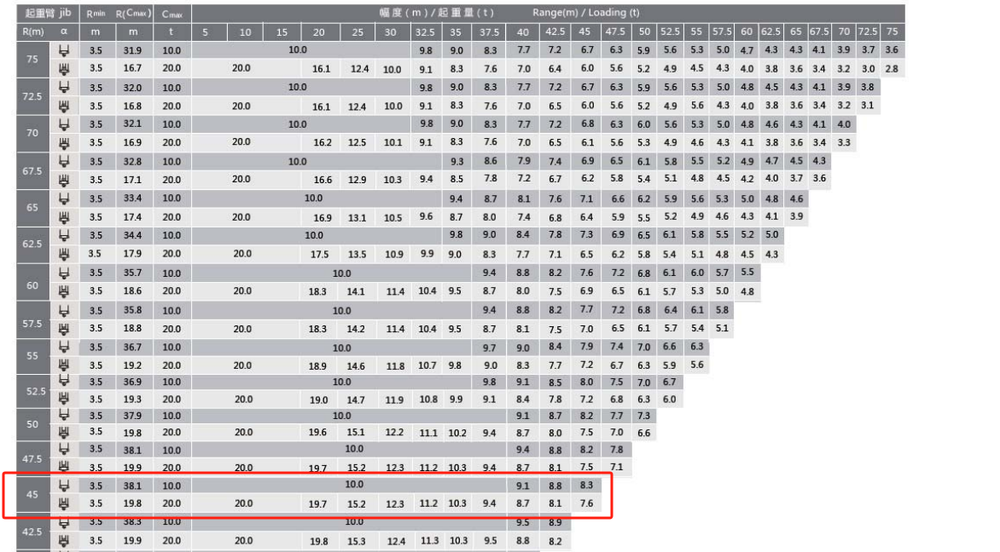 起重臂 jib Rmin R(Cmax) Cmax 幅度(m)/起重量(t) Range(m) / Loading (t)
R(m) α m m t 5 10 15 20 25 30 32.5 35 37.5 40 42.5 45 47.5 50 52.5 55 57.5 60 62.5 65 67.5 70 72.5 75
75 3.5 31.9 10.0 10.0 9.8 9.0 8.3 7.7 7.2 6.7 6.3 5.9 5.6 5.3 5.0 4.7 4.3 4.3 4.1 3.9 3.7 3.6
3.5 16.7 20.0 20.0 16.1 12.4 10.0 9.1 8.3 7.6 7.0 6.4 6.0 5.6 5.2 4.9 4.5 4.3 4.0 3.8 3.6 3.4 3.2 3.0 2.8
72.5 3.5 32.0 10.0 10.0 9.8 9.0 8.3 7.7 7.2 6.7 6.3 5.9 5.6 5.3 5.0 4.8 4.5 4.3 4.1 3.9 3.8
3.5 16.8 20.0 20.0 16.1 12.4 10.0 9.1 8.3 7.6 7.0 6.5 6.0 5.6 5.2 4.9 5.6 4.3 4.0 3.8 3.6 3.4 3.2 3.1
70 3.5 32.1 10.0 10.0 9.8 9.0 8.3 7.7 7.2 6.8 6.3 6.0 5.6 5.3 5.0 4.8 4.6 4.3 4.1 4.0
3.5 16.9 20.0 20.0 16.2 12.5 10.1 9.1 8.3 7.6 7.0 6.5 6.1 5.6 5.3 4.9 4.6 4.3 4.1 3.8 3.6 3.4 3.3
67.5 3.5 32.8 10.0 10.0 9.3 8.6 7.9 7.4 6.9 6.5 6.1 5.8 5.5 5.2 4.9 4.7 4.5 4.3
3.5 17.1 20.0 20.0 16.6 12.9 10.3 9.4 8.5 7.8 7.2 6.7 6.2 5.8 5.4 5.1 4.8 4.5 4.2 4.0 3.7 3.6
65 3.5 33.4 10.0 10.0 9.4 8.7 8.1 7.6 7.1 6.6 6.2 5.9 5.6 5.3 5.0 4.8 4.6
3.5 17.4 20.0 20.0 16.9 13.1 10.5 9.6 8.7 8.0 7.4 6.8 6.4 5.9 5.5 5.2 4.9 4.6 4.3 4.1 3.9
62.5 3.5 34.4 10.0 10.0 9.8 9.0 8.4 7.8 7.3 6.9 6.5 6.1 5.8 5.5 5.2 5.0
3.5 17.9 20.0 20.0 17.5 13.5 10.9 9.9 9.0 8.3 7.7 7.1 6.5 6.2 5.8 5.4 5.1 4.8 4.5 4.3
60 3.5 35.7 10.0 10.0 9.4 8.8 8.2 7.6 7.2 6.8 6.1 6.0 5.7 5.5
3.5 18.6 20.0 20.0 18.3 14.1 11.4 10.4 9.5 8.7 8.0 7.5 6.9 6.5 6.1 5.7 5.3 5.0 4.8
57.5 3.5 35.8 10.0 10.0 9.4 8.8 8.2 7.7 7.2 6.8 6.4 6.1 5.8
3.5 18.8 20.0 20.0 18.3 14.2 11.4 10.4 9.5 8.7 8.1 7.5 7.0 6.5 6.1 5.7 5.4 5.1
55 3.5 36.7 10.0 10.0 9.7 9.0 8.4 7.9 7.4 7.0 6.6 6.3
3.5 19.2 20.0 20.0 18.9 14.6 11.8 10.7 9.8 9.0 8.3 7.7 7.2 6.7 6.3 5.9 5.6
52.5 3.5 36.9 10.0 10.0 9.8 9.1 8.5 8.0 7.5 7.0 6.7
3.5 19.3 20.0 20.0 19.0 14.7 11.9 10.8 9.9 9.1 8.4 7.8 7.2 6.8 6.3 6.0
50 3.5 37.9 10.0 10.0 9.1 8.7 8.2 7.7 7.3
3.5 19.8 20.0 20.0 19.6 15.1 12.2 11.1 10.2 9.4 8.7 8.0 7.5 7.0 6.6
47.5 3.5 38.1 10.0 10.0 9.4 8.8 8.2 7.8
3.5 19.9 20.0 20.0 19.7 15.2 12.3 11.2 10.3 9.4 8.7 8.1 7.5 7.1
45 3.5 38.1 10.0 10.0 9.1 8.8 8.3
3.5 19.8 20.0 20.0 19.7 15.2 12.3 11.2 10.3 9.4 8.7 8.1 7.6
42.5 3.5 38.3 10.0 10.0 9.5 8.9
3.5 19.9 20.0 20.0 19.8 15.3 12.4 11.3 10.3 9.5 8.8 8.2